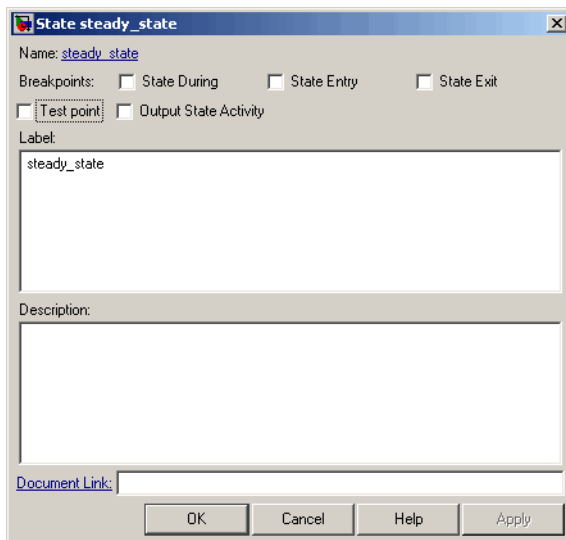 State steady_state
Name: steady_state
Breakpoints: State During State Entry State Exit
Test point Output State Activity
Label:
steady_state
Description:
Document Link:
OK Cancel Help Apply